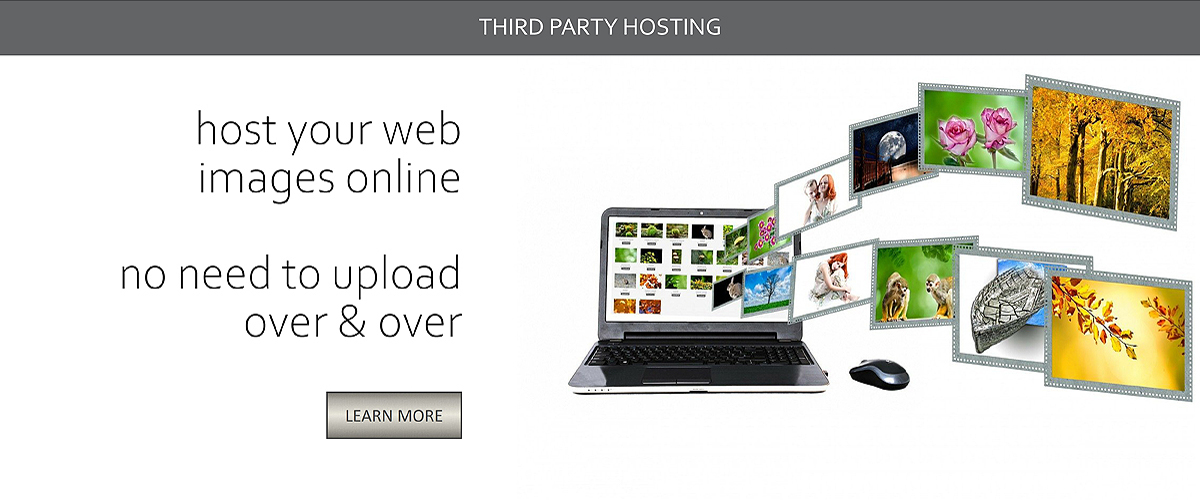 THIRD PARTY HOSTING
host your web
images online
no need to upload
over & over
LEARN MORE